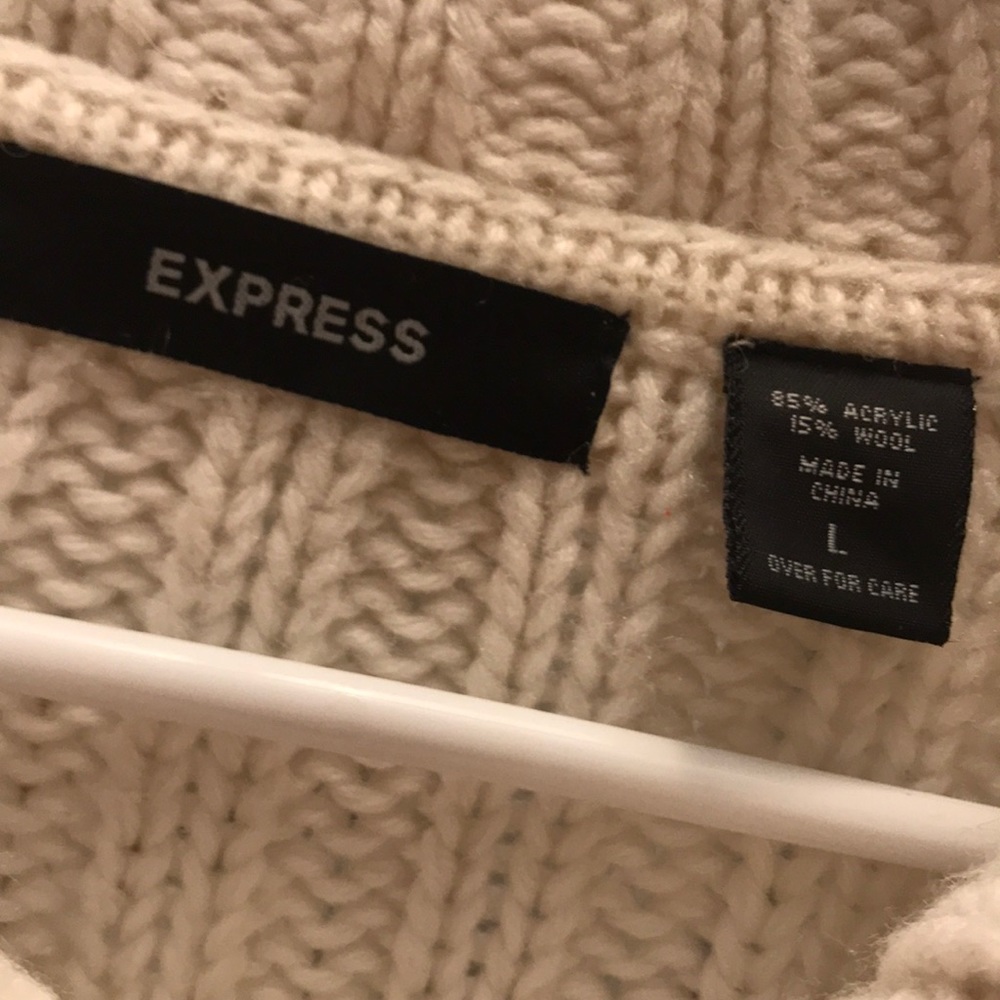 EXPRESS
85% ACRYLIC
15% WOOL
MADE IN
CHINA
L
OVER FOR CARE